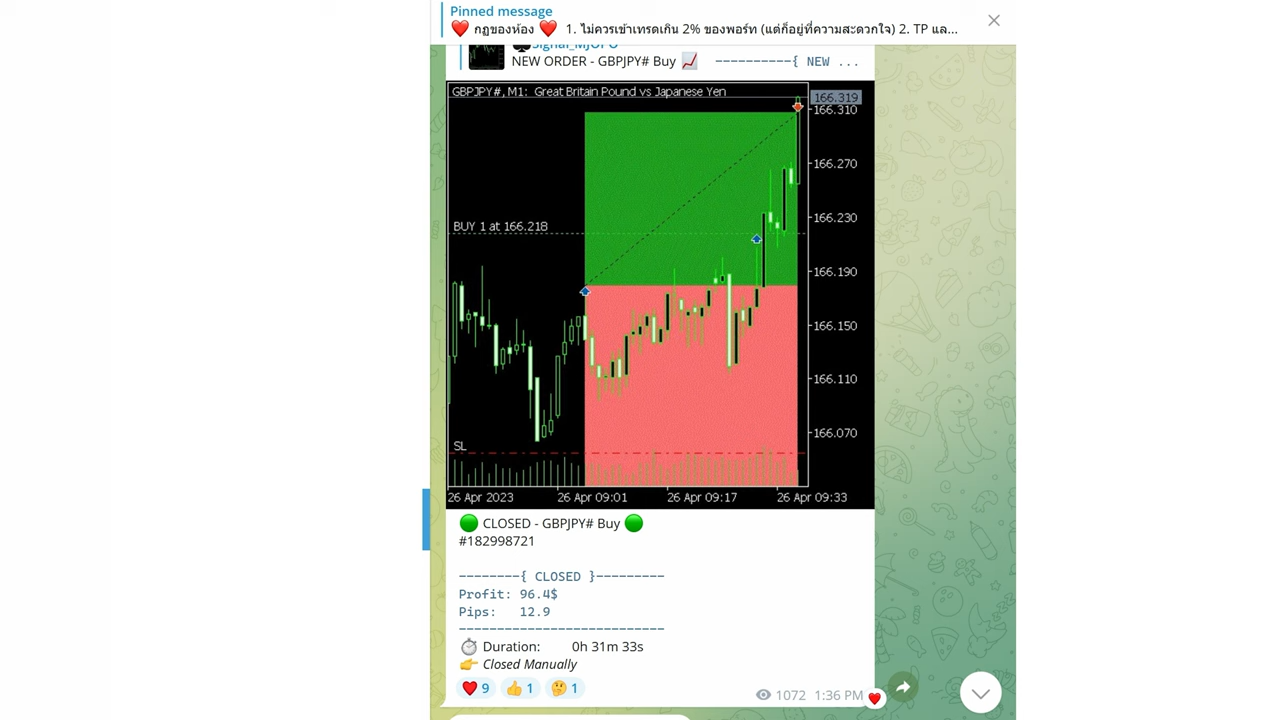 Pinned message
❤️ กฏของห้อง ❤️ 1. ไม่ควรเข้าเทรดเกิน 2% ของพอร์ท (แต่ก็อยู่ที่ความสะดวกใจ) 2. TP แล...
NEW ORDER - GBPJPY# Buy 📈 ----------{ NEW ...
GBPJPY#, M1: Great Britain Pound vs Japanese Yen
166.319
166.310
166.270
166.230
BUY 1 at 166.218
166.190
166.150
166.110
166.070
SL
26 Apr 2023 26 Apr 09:01 26 Apr 09:17 26 Apr 09:33
🟢 CLOSED - GBPJPY# Buy 🟢
#182998721
--------{ CLOSED }---------
Profit: 96.4$
Pips: 12.9
---------------------------
⏱ Duration: 0h 31m 33s
👉 Closed Manually
❤️ 9 👍 1 🤔 1
1072 1:36 PM